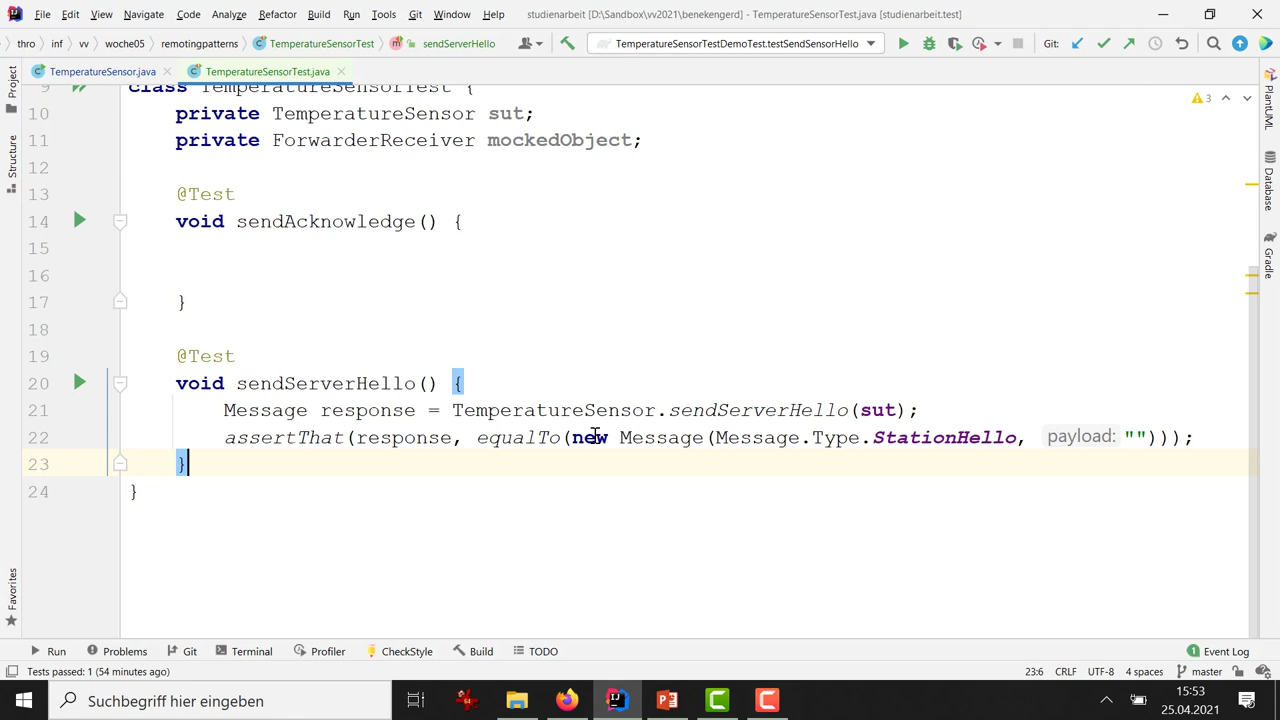 File Edit View Navigate Code Analyze Refactor Build Run Tools Git Window Help studienarbeit [D:\Sandbox\vv2021\benekengerd] - TemperatureSensorTest.java [studienarbeit.test]
thro inf vv woche05 remotingpatterns TemperatureSensorTest sendServerHello TemperatureSensorTestDemoTest.testSendSensorHello Git:
TemperatureSensor.java TemperatureSensorTest.java
Project
Structure
Favorites
PlantUML
Database
Gradle
3
9 class TemperatureSensorTest {
10 private TemperatureSensor sut;
11 private ForwarderReceiver mockedObject;
12
13 @Test
14 void sendAcknowledge() {
15
16
17 }
18
19 @Test
20 void sendServerHello() {
21 Message response = TemperatureSensor.sendServerHello(sut);
22 assertThat(response, equalTo(new Message(Message.Type.StationHello, payload: "")));
23 }
24 }
Run Problems Git Terminal Profiler CheckStyle Build TODO 1 Event Log
Tests passed: 1 (54 minutes ago) 23:6 CRLF UTF-8 4 spaces master
Suchbegriff hier eingeben
15:53
25.04.2021